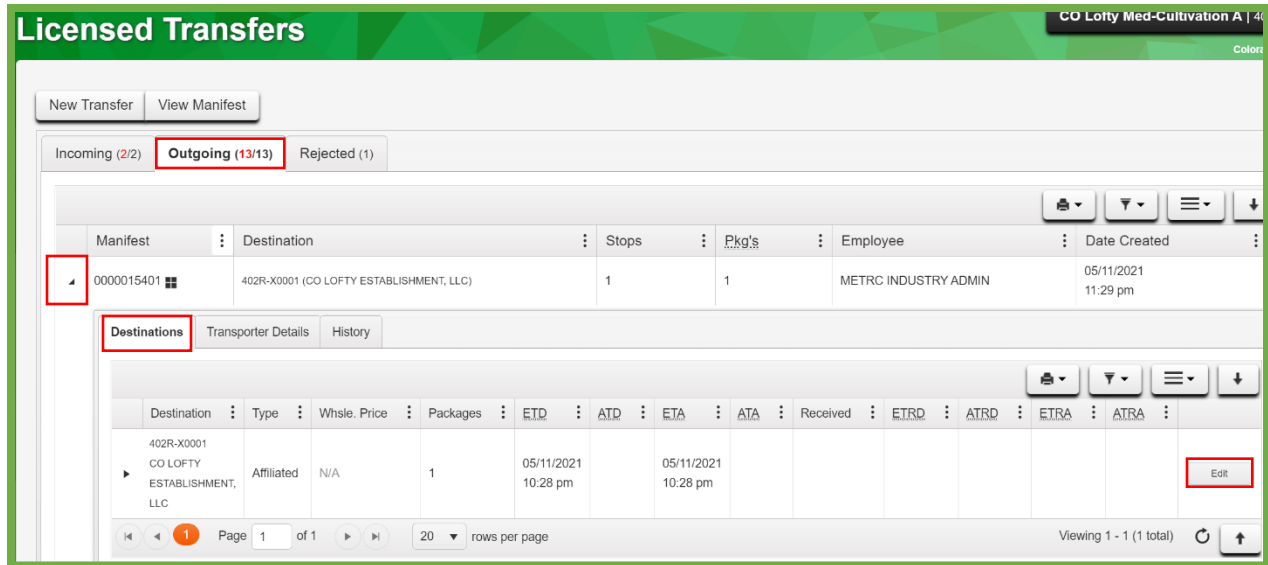 Licensed Transfers
CO Lofty Med-Cultivation A | 40
Colora
New Transfer View Manifest
Incoming (2/2) Outgoing (13/13) Rejected (1)
Manifest Destination Stops Pkg's Employee Date Created
0000015401 402R-X0001 (CO LOFTY ESTABLISHMENT, LLC) 1 1 METRC INDUSTRY ADMIN 05/11/2021
11:29 pm
Destinations Transporter Details History
Destination Type Whsle. Price Packages ETD ATD ETA ATA Received ETRD ATRD ETRA ATRA
402R-X0001
CO LOFTY
ESTABLISHMENT,
LLC
Affiliated N/A 1 05/11/2021
10:28 pm
05/11/2021
10:28 pm
Edit
1 Page 1 of 1 20 rows per page Viewing 1 - 1 (1 total)